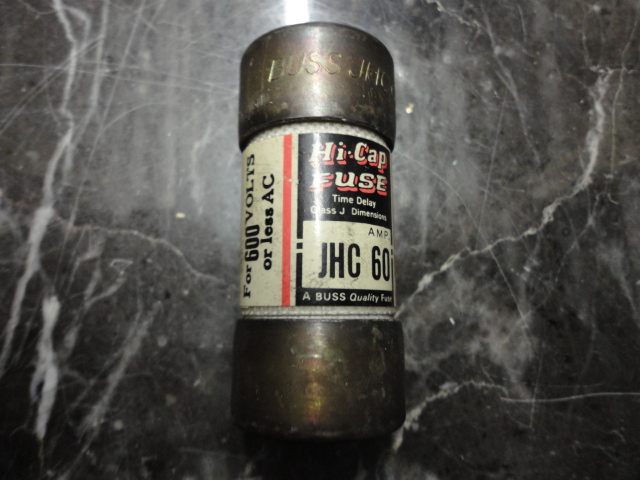 BUSS JHC
Hi-Cap
FUSE
Time Delay
Class J Dimensions
AMP
JHC 60
A BUSS Quality Fuse
For 600 VOLTS
or less AC